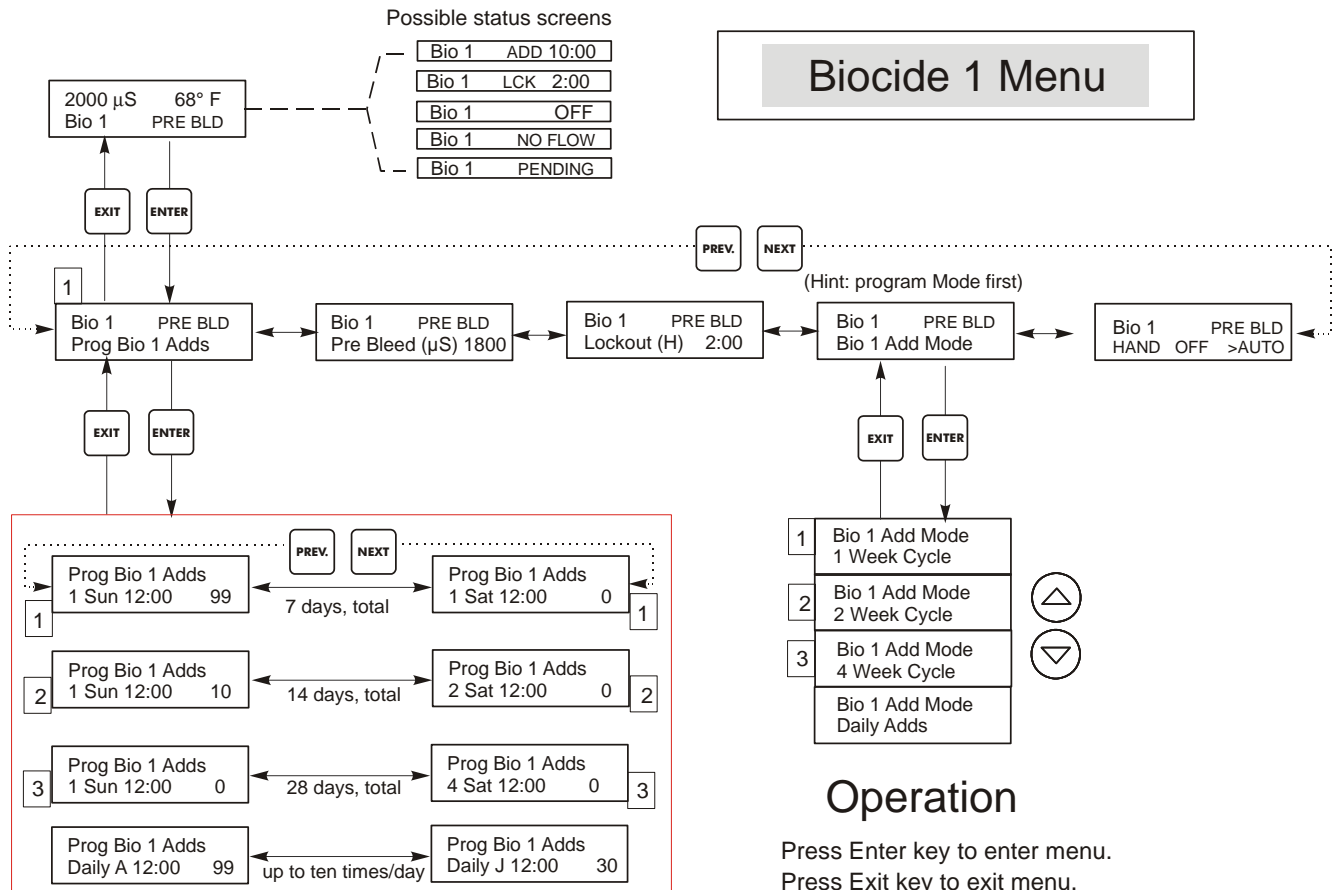 Possible status screens
Bio 1 ADD 10:00
Bio 1 LCK 2:00
Bio 1 OFF
Bio 1 NO FLOW
Bio 1 PENDING
Biocide 1 Menu
2000 µS 68° F
Bio 1 PRE BLD
EXIT ENTER
PREV. NEXT
(Hint: program Mode first)
1
Bio 1 PRE BLD
Prog Bio 1 Adds
Bio 1 PRE BLD
Pre Bleed (µS) 1800
Bio 1 PRE BLD
Lockout (H) 2:00
Bio 1 PRE BLD
Bio 1 Add Mode
Bio 1 PRE BLD
HAND OFF >AUTO
EXIT ENTER
EXIT ENTER
PREV. NEXT
Prog Bio 1 Adds
1 Sun 12:00 99
1
7 days, total
Prog Bio 1 Adds
1 Sat 12:00 0
1
Prog Bio 1 Adds
1 Sun 12:00 10
2
14 days, total
Prog Bio 1 Adds
2 Sat 12:00 0
2
Prog Bio 1 Adds
1 Sun 12:00 0
3
28 days, total
Prog Bio 1 Adds
4 Sat 12:00 0
3
Prog Bio 1 Adds
Daily A 12:00 99
up to ten times/day
Prog Bio 1 Adds
Daily J 12:00 30
1
Bio 1 Add Mode
1 Week Cycle
2
Bio 1 Add Mode
2 Week Cycle
3
Bio 1 Add Mode
4 Week Cycle
Bio 1 Add Mode
Daily Adds
Operation
Press Enter key to enter menu.
Press Exit key to exit menu.